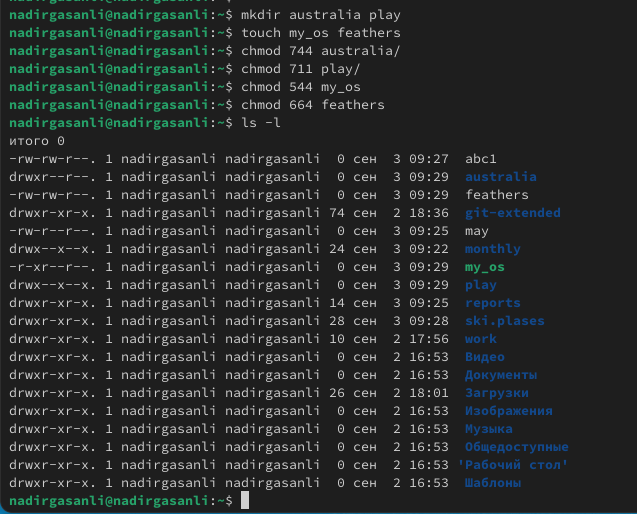 nadirgasanli@nadirgasanli:~$ mkdir australia play
nadirgasanli@nadirgasanli:~$ touch my_os feathers
nadirgasanli@nadirgasanli:~$ chmod 744 australia/
nadirgasanli@nadirgasanli:~$ chmod 711 play/
nadirgasanli@nadirgasanli:~$ chmod 544 my_os
nadirgasanli@nadirgasanli:~$ chmod 664 feathers
nadirgasanli@nadirgasanli:~$ ls -l
итого 0
-rw-rw-r--. 1 nadirgasanli nadirgasanli  0 сен  3 09:27  abc1
drwxr--r--. 1 nadirgasanli nadirgasanli  0 сен  3 09:29  australia
-rw-rw-r--. 1 nadirgasanli nadirgasanli  0 сен  3 09:29  feathers
drwxr-xr-x. 1 nadirgasanli nadirgasanli 74 сен  2 18:36  git-extended
-rw-r--r--. 1 nadirgasanli nadirgasanli  0 сен  3 09:25  may
drwx--x--x. 1 nadirgasanli nadirgasanli 24 сен  3 09:22  monthly
-r-xr--r--. 1 nadirgasanli nadirgasanli  0 сен  3 09:29  my_os
drwx--x--x. 1 nadirgasanli nadirgasanli  0 сен  3 09:29  play
drwxr-xr-x. 1 nadirgasanli nadirgasanli 14 сен  3 09:25  reports
drwxr-xr-x. 1 nadirgasanli nadirgasanli 28 сен  3 09:28  ski.plases
drwxr-xr-x. 1 nadirgasanli nadirgasanli 10 сен  2 17:56  work
drwxr-xr-x. 1 nadirgasanli nadirgasanli  0 сен  2 16:53  Видео
drwxr-xr-x. 1 nadirgasanli nadirgasanli  0 сен  2 16:53  Документы
drwxr-xr-x. 1 nadirgasanli nadirgasanli 26 сен  2 18:01  Загрузки
drwxr-xr-x. 1 nadirgasanli nadirgasanli  0 сен  2 16:53  Изображения
drwxr-xr-x. 1 nadirgasanli nadirgasanli  0 сен  2 16:53  Музыка
drwxr-xr-x. 1 nadirgasanli nadirgasanli  0 сен  2 16:53  Общедоступные
drwxr-xr-x. 1 nadirgasanli nadirgasanli  0 сен  2 16:53 'Рабочий стол'
drwxr-xr-x. 1 nadirgasanli nadirgasanli  0 сен  2 16:53  Шаблоны
nadirgasanli@nadirgasanli:~$